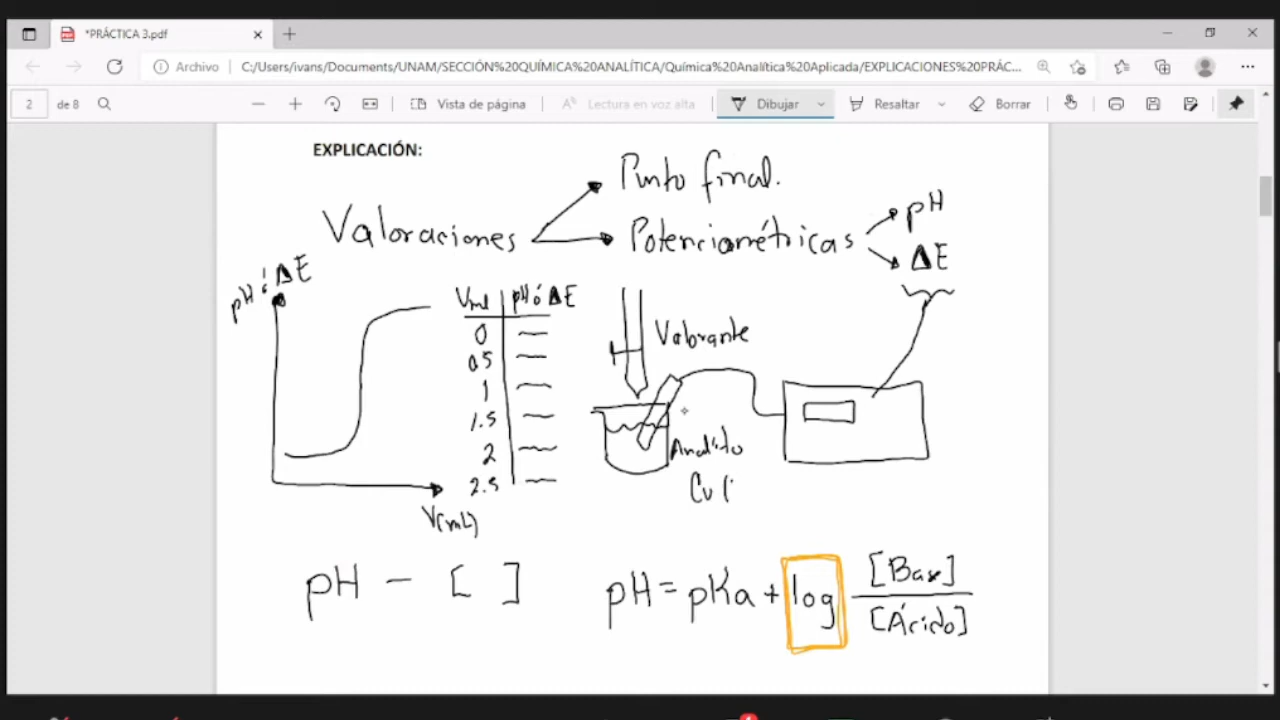 *PRÁCTICA 3.pdf
Archivo C:/Users/ivans/Documents/UNAM/SECCIÓN%20QUÍMICA%20ANALÍTICA/Química%20Analítica%20Aplicada/EXPLICACIONES%20PRÁC...
2 de 8 Vista de página Lectura en voz alta Dibujar Resaltar Borrar
EXPLICACIÓN:
Punto final.
Valoraciones
Potenciométricas
pH
ΔE
pH ó ΔE
V(mL)
Vml pH ó ΔE
0
0.5
1
1.5
2
2.5
Valorante
Analito
pH - [ ]
pH = pKa + log [Base]
[Ácido]